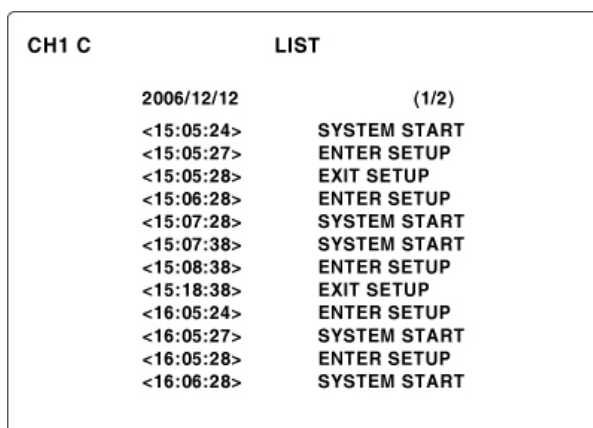 CH1 C LIST
2006/12/12 (1/2)
<15:05:24> SYSTEM START
<15:05:27> ENTER SETUP
<15:05:28> EXIT SETUP
<15:06:28> ENTER SETUP
<15:07:28> SYSTEM START
<15:07:38> SYSTEM START
<15:08:38> ENTER SETUP
<15:18:38> EXIT SETUP
<16:05:24> ENTER SETUP
<16:05:27> SYSTEM START
<16:05:28> ENTER SETUP
<16:06:28> SYSTEM START